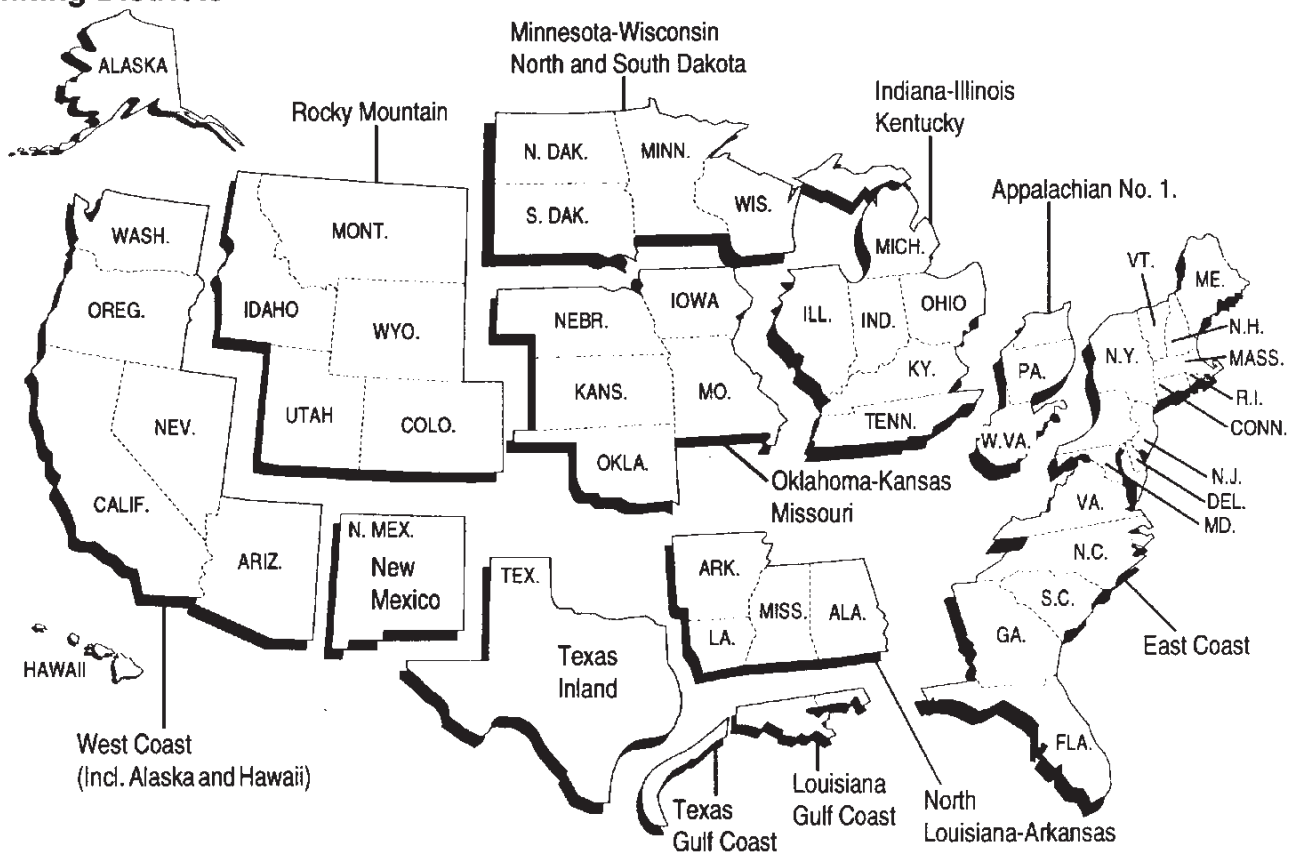 ALASKA
Minnesota-Wisconsin
North and South Dakota
Rocky Mountain
Indiana-Illinois
Kentucky
Appalachian No. 1.
WASH.
OREG.
MONT.
IDAHO
WYO.
UTAH
COLO.
NEV.
CALIF.
ARIZ.
HAWAII
West Coast
(Incl. Alaska and Hawaii)
N. MEX.
New
Mexico
N. DAK.
S. DAK.
MINN.
WIS.
NEBR.
IOWA
KANS.
MO.
OKLA.
Oklahoma-Kansas
Missouri
MICH.
ILL.
IND.
OHIO
KY.
TENN.
PA.
W.VA.
VT.
ME.
N.H.
N.Y.
MASS.
R.I.
CONN.
N.J.
DEL.
MD.
VA.
N.C.
S.C.
GA.
FLA.
East Coast
TEX.
Texas
Inland
ARK.
LA.
MISS.
ALA.
Texas
Gulf Coast
Louisiana
Gulf Coast
North
Louisiana-Arkansas